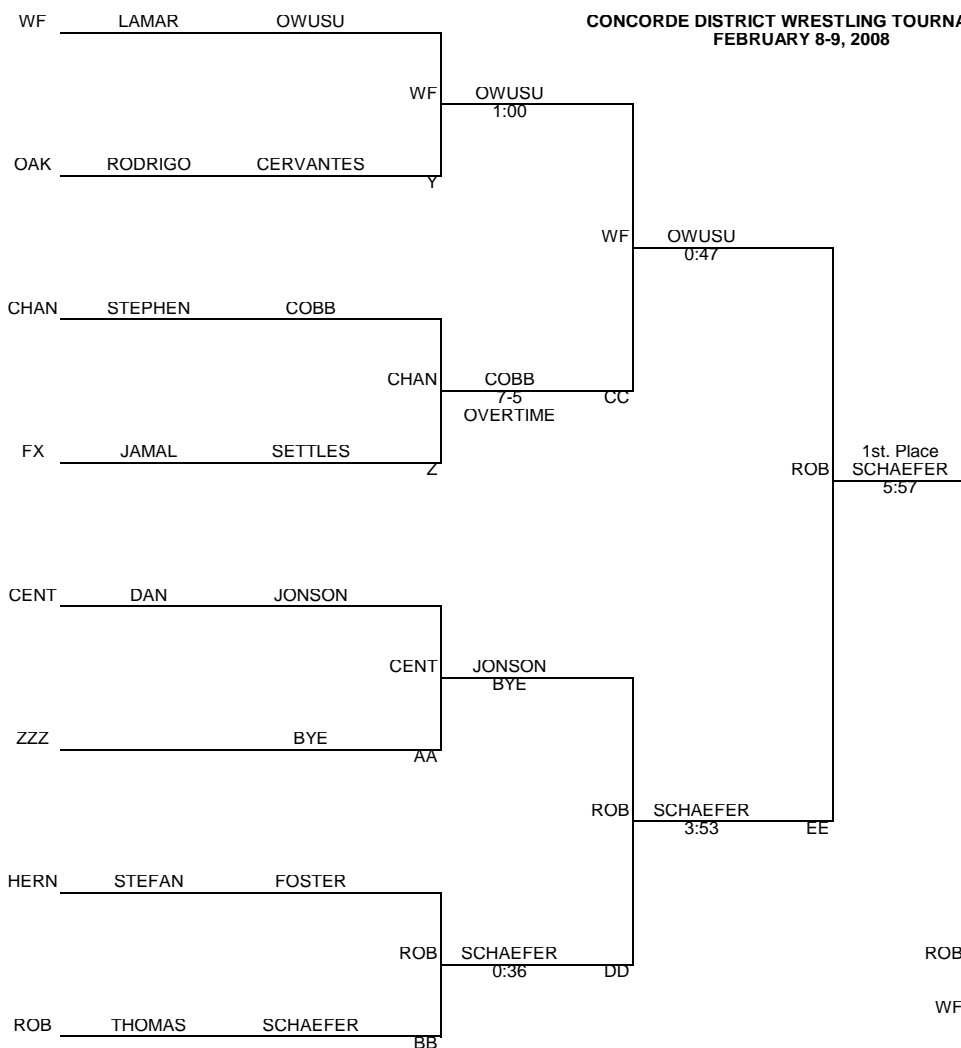 CONCORDE DISTRICT WRESTLING TOURNA
FEBRUARY 8-9, 2008
WF LAMAR OWUSU
WF OWUSU
1:00
OAK RODRIGO CERVANTES
Y
WF OWUSU
0:47
CHAN STEPHEN COBB
CHAN COBB
7-5 CC
OVERTIME
FX JAMAL SETTLES
Z
1st. Place
ROB SCHAEFER
5:57
CENT DAN JONSON
CENT JONSON
BYE
ZZZ BYE
AA
ROB SCHAEFER
3:53 EE
HERN STEFAN FOSTER
ROB SCHAEFER
0:36 DD
ROB
WF
ROB THOMAS SCHAEFER
BB